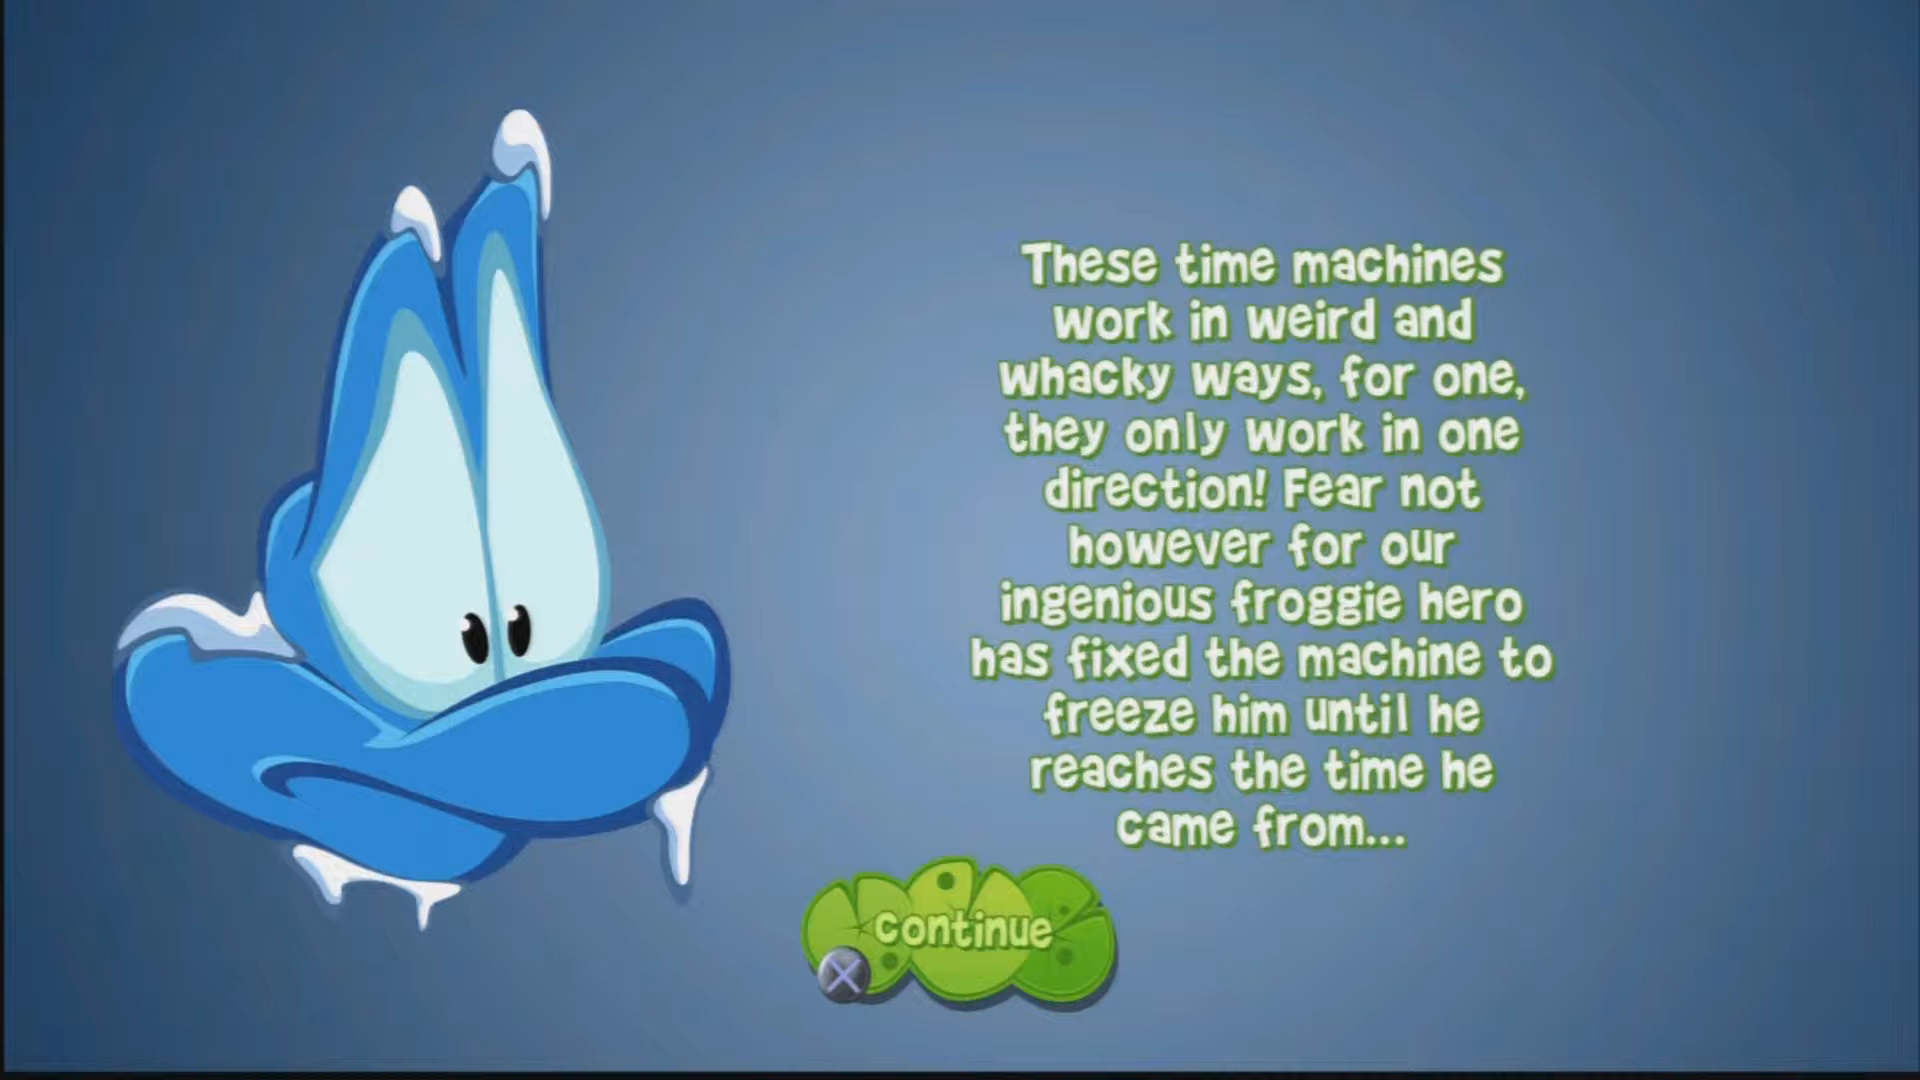 These time machines
work in weird and
whacky ways, for one,
they only work in one
direction! Fear not
however for our
ingenious froggie hero
has fixed the machine to
freeze him until he
reaches the time he
came from...
continue